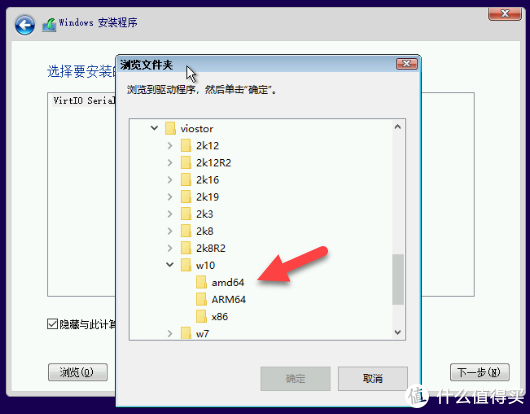 Windows 安装程序
选择要安装的
浏览文件夹
浏览到驱动程序，然后单击“确定”。
VirtIO Serial
viostor
2k12
2k12R2
2k16
2k19
2k3
2k8
2k8R2
w10
amd64
ARM64
x86
w7
隐藏与此计算
浏览(O)
确定
取消
下一步(N)
值 什么值得买